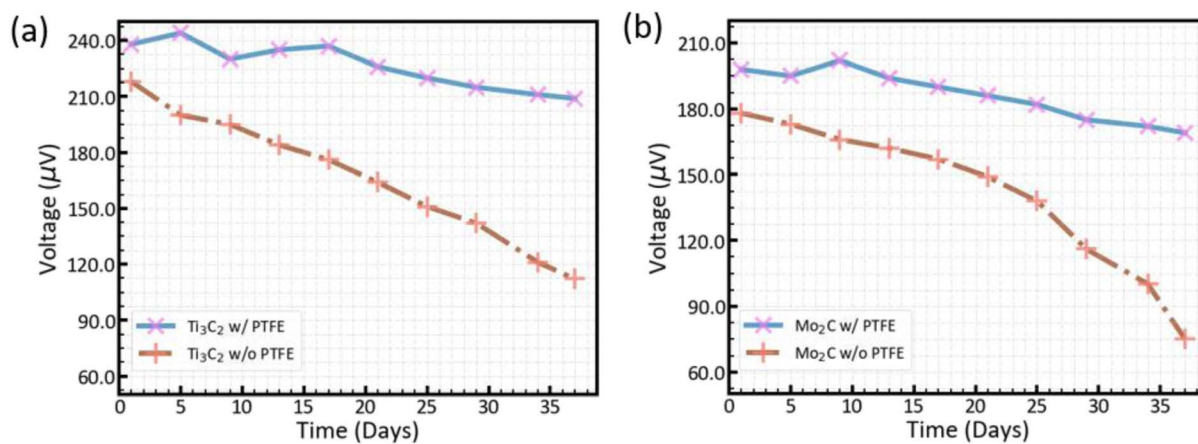 (a)
240.0
210.0
180.0
150.0
120.0
90.0
60.0
Voltage (μV)
Ti₃C₂ w/ PTFE
Ti₃C₂ w/o PTFE
0 5 10 15 20 25 30 35
Time (Days)
(b)
210.0
180.0
150.0
120.0
90.0
60.0
Voltage (μV)
Mo₂C w/ PTFE
Mo₂C w/o PTFE
0 5 10 15 20 25 30 35
Time (Days)